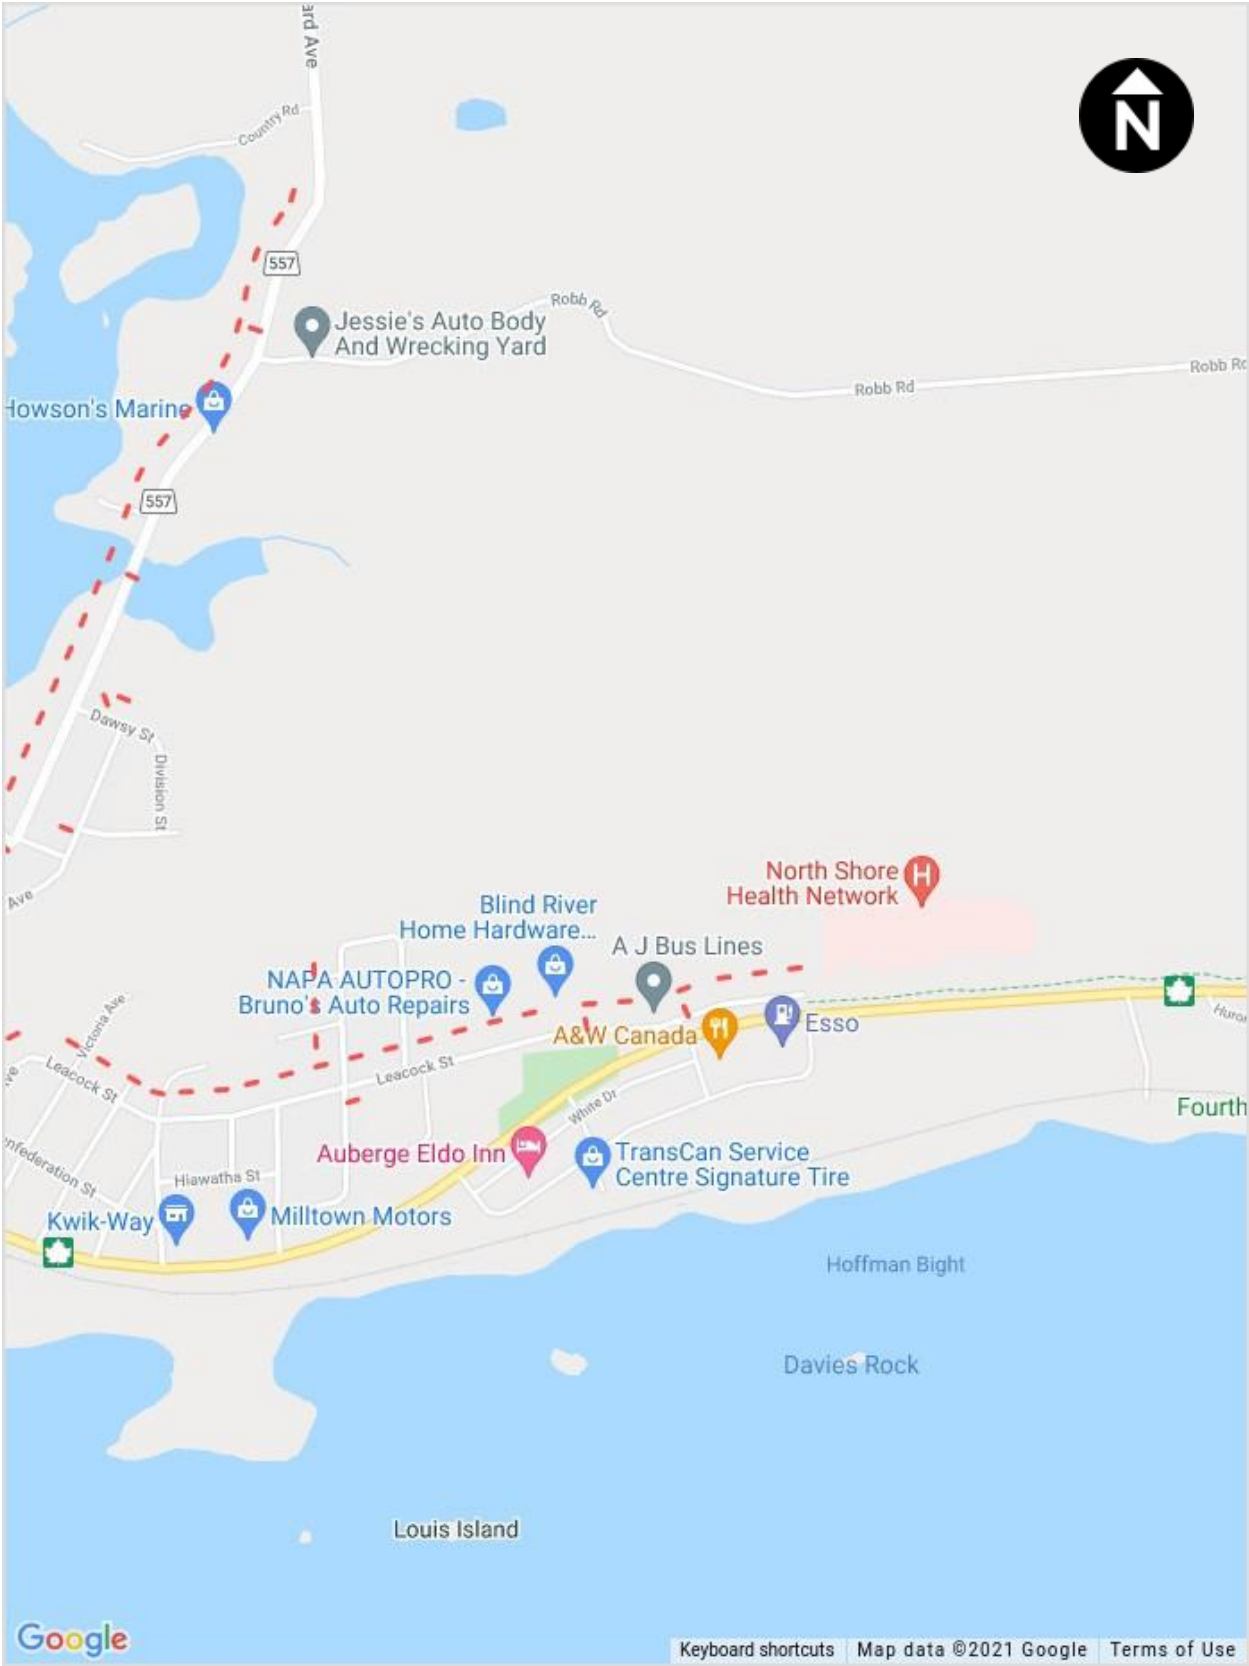 ard Ave
Country Rd
N
557
Robb Rd
Jessie's Auto Body
And Wrecking Yard
Robb Rd
Robb Rd
Howson's Marine
557
Dawsy St
Division St
Ave
North Shore
Health Network
H
Blind River
Home Hardware...
A J Bus Lines
NAPA AUTOPRO -
Bruno's Auto Repairs
Victoria Ave
A&W Canada
Esso
Huron
Leacock St
Leacock St
ve
White Dr
Fourth
nfederation St
Auberge Eldo Inn
TransCan Service
Centre Signature Tire
Hiawatha St
Kwik-Way
Milltown Motors
Hoffman Bight
Davies Rock
Louis Island
Google
Keyboard shortcuts
Map data ©2021 Google
Terms of Use